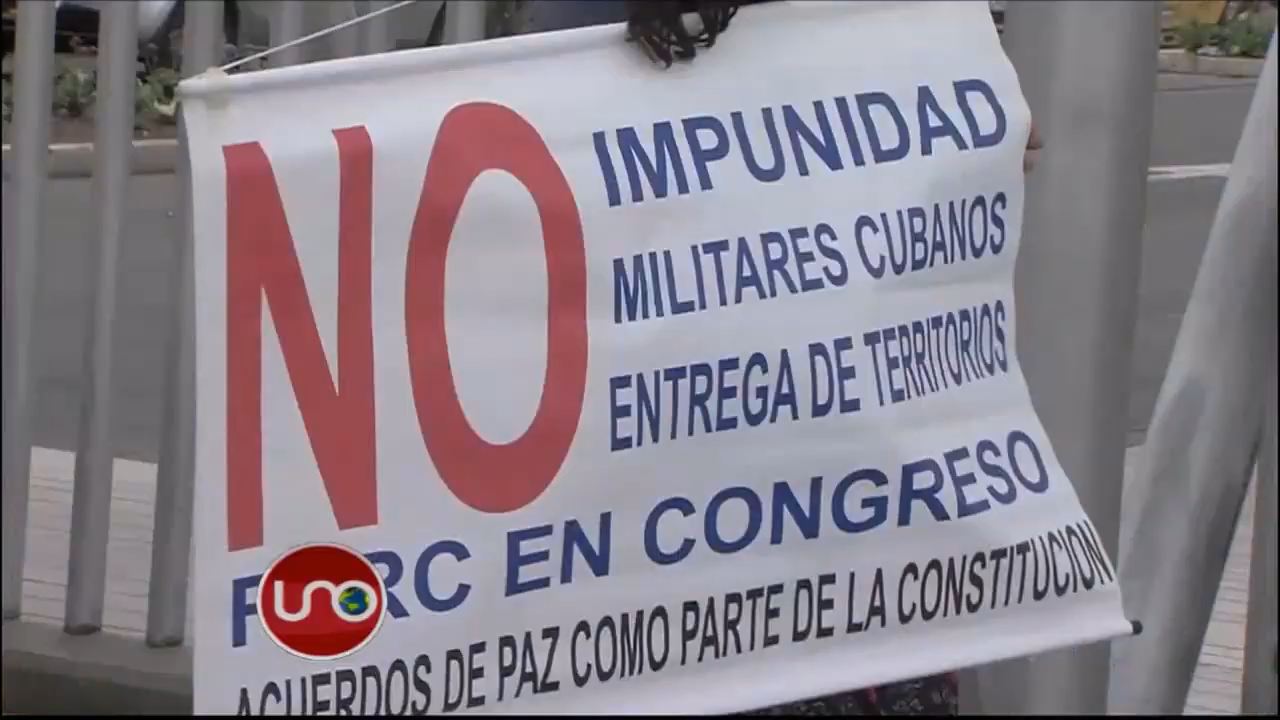 NO
IMPUNIDAD
MILITARES CUBANOS
ENTREGA DE TERRITORIOS
EN CONGRESO
ACUERDOS DE PAZ COMO PARTE DE LA CONSTITUCION
UNO